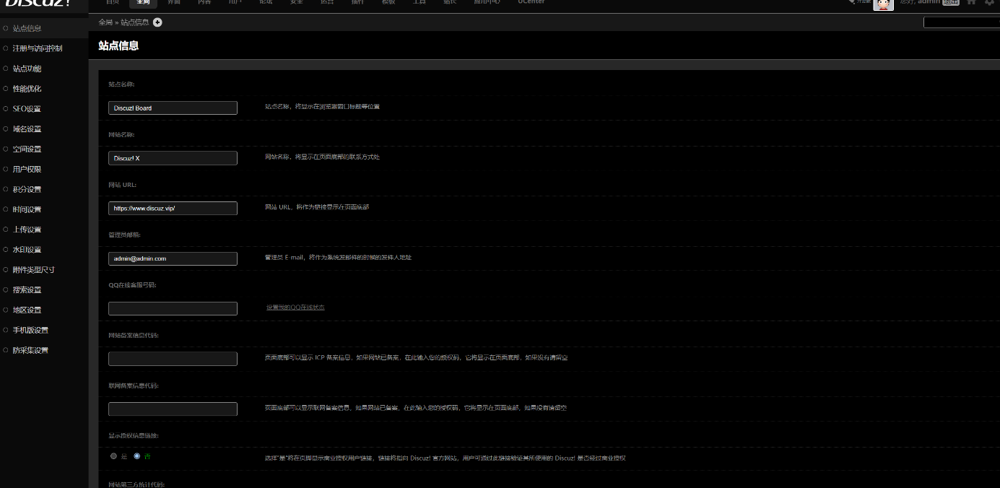 Discuz!
首页 全局 界面 内容 用户 论坛 安全 运营 插件 模板 工具 站长 应用中心 UCenter
您好, admin 退出
全局 » 站点信息
站点信息
注册与访问控制
站点功能
性能优化
SEO设置
域名设置
空间设置
用户权限
积分设置
时间设置
上传设置
水印设置
附件类型尺寸
搜索设置
地区设置
手机版设置
防采集设置
站点信息
站点名称:
Discuz! Board 站点名称，将显示在浏览器窗口标题等位置
网站名称:
Discuz! X 网站名称，将显示在页面底部的联系方式处
网站 URL:
https://www.discuz.vip/ 网站 URL，将作为链接显示在页面底部
管理员邮箱:
admin@admin.com 管理员 E-mail，将作为系统发邮件的时候的发件人地址
QQ在线客服号码:
设置我的QQ在线状态
网站备案信息代码:
页面底部可以显示 ICP 备案信息，如果网站已备案，在此输入您的授权码，它将显示在页面底部，如果没有请留空
联网备案信息代码:
页面底部可以显示联网备案信息，如果网站已备案，在此输入您的授权码，它将显示在页面底部，如果没有请留空
显示授权信息链接:
是 否 选择"是"将在页脚显示商业授权用户链接，链接将指向 Discuz! 官方网站，用户可通过此链接验证其所使用的 Discuz! 是否经过商业授权
网站第三方统计代码: